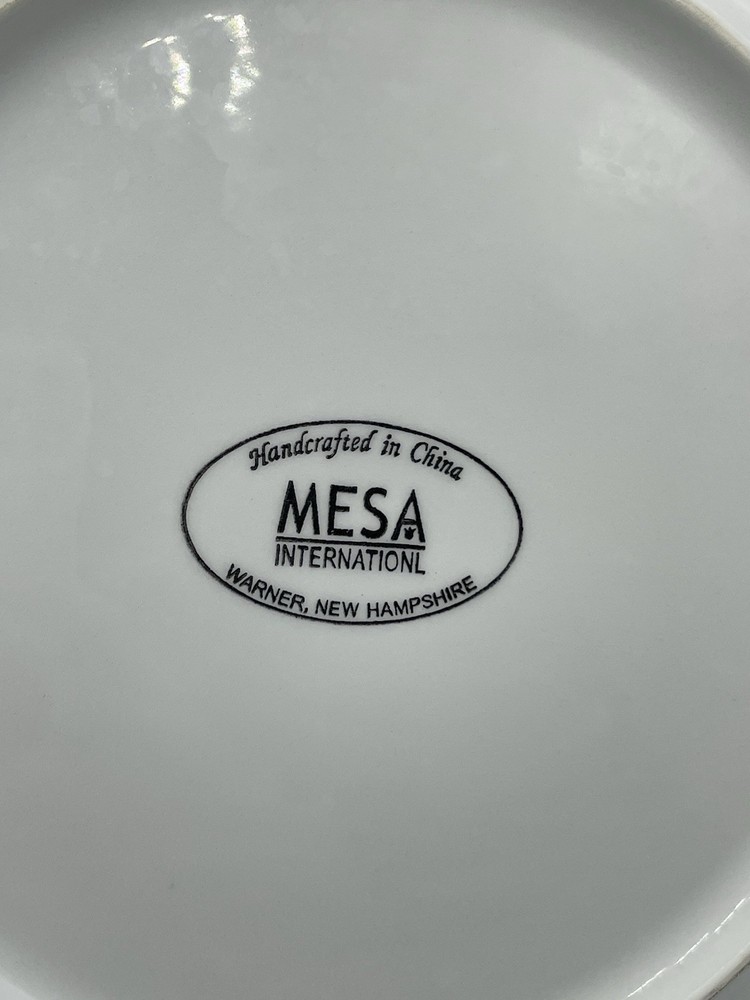 Handcrafted in China
MESA
INTERNATIONL
WARNER, NEW HAMPSHIRE